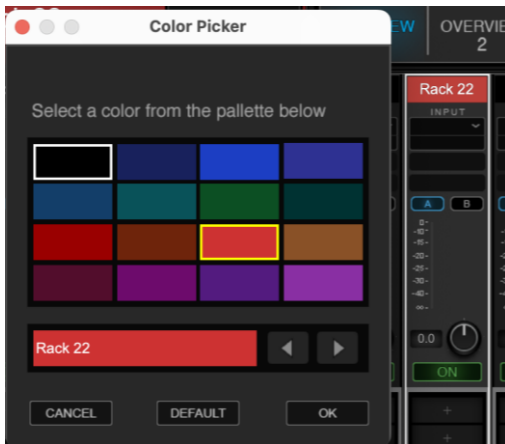 Color Picker
Select a color from the pallette below
Rack 22
CANCEL
DEFAULT
OK
OVERVIE
2
Rack 22
INPUT
A
B
0-
-10-
-15-
-20-
-25-
-30-
-40-
∞-
0.0
ON
+
+